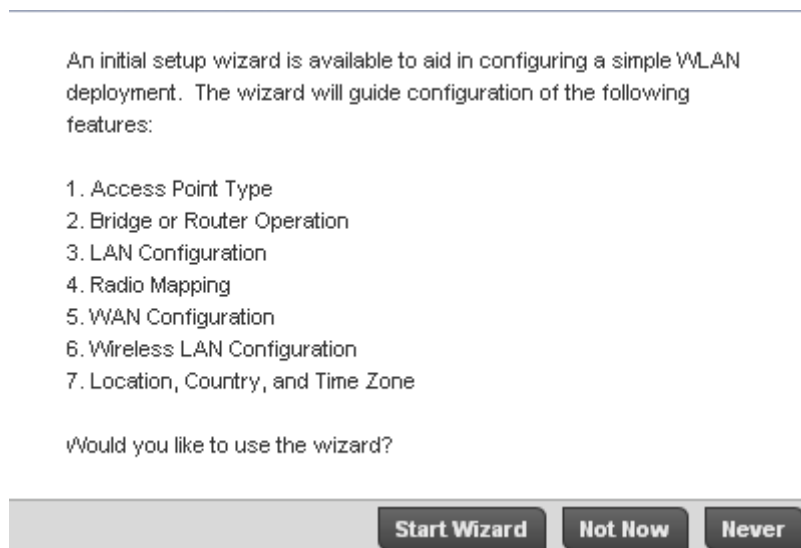 An initial setup wizard is available to aid in configuring a simple WLAN
deployment.  The wizard will guide configuration of the following
features:
1. Access Point Type
2. Bridge or Router Operation
3. LAN Configuration
4. Radio Mapping
5. WAN Configuration
6. Wireless LAN Configuration
7. Location, Country, and Time Zone
Would you like to use the wizard?
Start Wizard Not Now Never